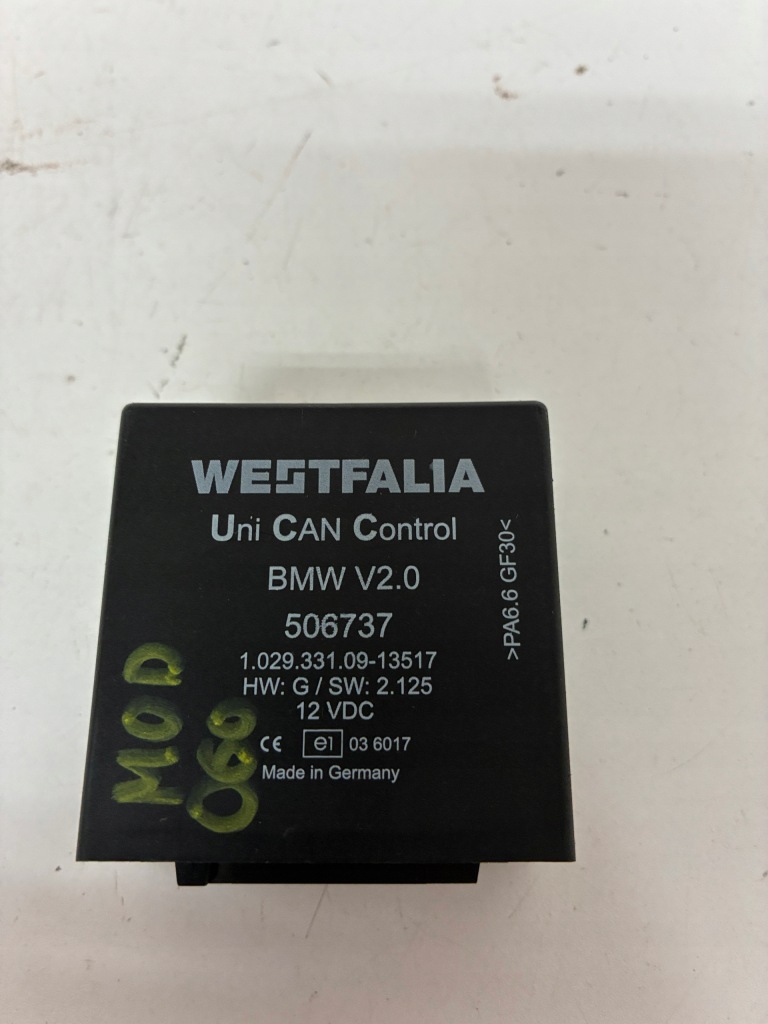 WESTFALIA
Uni CAN Control
BMW V2.0
506737
1.029.331.09-13517
HW: G / SW: 2.125
12 VDC
CE e1 03 6017
Made in Germany
>PA6.6 GF30<
MOD
060